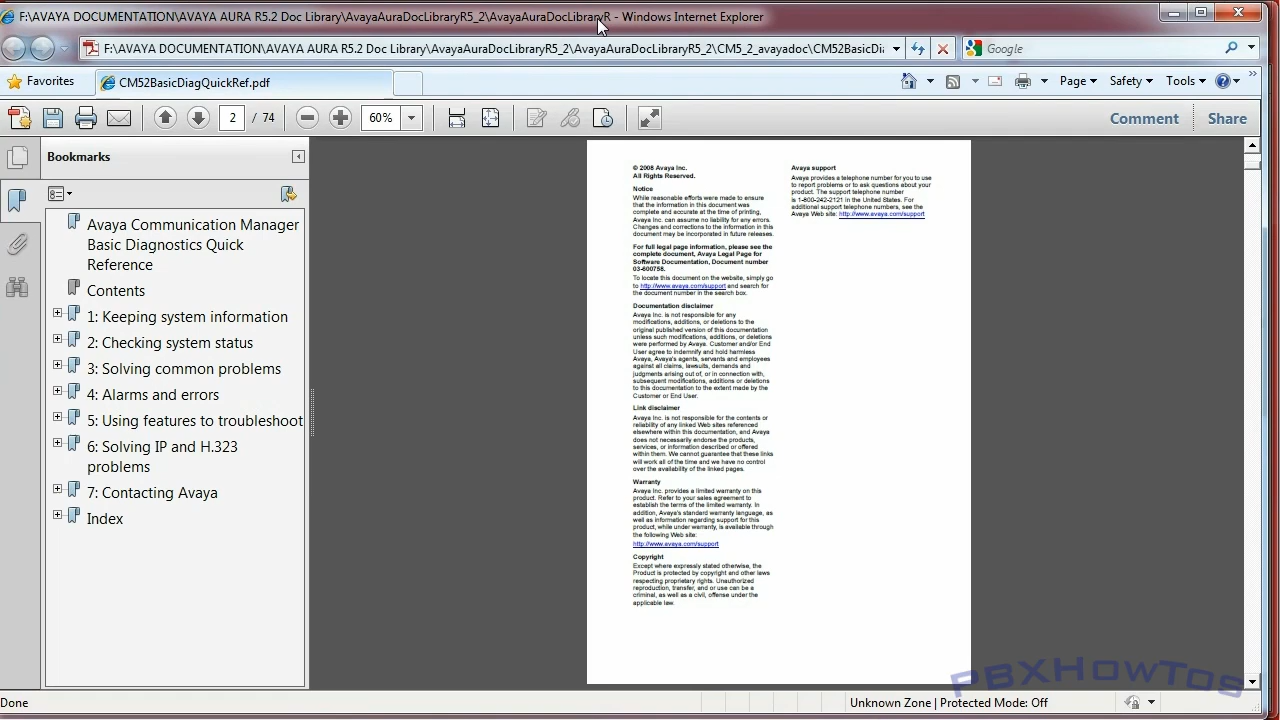 F:\AVAYA DOCUMENTATION\AVAYA AURA R5.2 Doc Library\AvayaAuraDocLibraryR5_2\AvayaAuraDocLibraryR - Windows Internet Explorer
F:\AVAYA DOCUMENTATION\AVAYA AURA R5.2 Doc Library\AvayaAuraDocLibraryR5_2\AvayaAuraDocLibraryR5_2\CM5_2_avayadoc\CM52BasicDia
Google
Favorites
CM52BasicDiagQuickRef.pdf
Page
Safety
Tools
2 / 74
60%
Comment
Share
Bookmarks
Avaya Communication Manager
Basic Diagnostics Quick
Reference
Contents
1: Keeping system information
2: Checking system status
3: Solving common problems
4: Alarms and alerts
5: Using features to troubleshoot
6: Solving IP and H.323
problems
7: Contacting Avaya
Index
© 2008 Avaya Inc.
All Rights Reserved.
Notice
While reasonable efforts were made to ensure
that the information in this document was
complete and accurate at the time of printing,
Avaya Inc. can assume no liability for any errors.
Changes and corrections to the information in this
document may be incorporated in future releases.
For full legal page information, please see the
complete document, Avaya Legal Page for
Software Documentation, Document number
03-600758.
To locate this document on the website, simply go
to http://www.avaya.com/support and search for
the document number in the search box.
Documentation disclaimer
Avaya Inc. is not responsible for any
modifications, additions, or deletions to the
original published version of this documentation
unless such modifications, additions, or deletions
were performed by Avaya. Customer and/or End
User agree to indemnify and hold harmless
Avaya, Avaya's agents, servants and employees
against all claims, lawsuits, demands and
judgments arising out of, or in connection with,
subsequent modifications, additions or deletions
to this documentation to the extent made by the
Customer or End User.
Link disclaimer
Avaya Inc. is not responsible for the contents or
reliability of any linked Web sites referenced
elsewhere within this documentation, and Avaya
does not necessarily endorse the products,
services, or information described or offered
within them. We cannot guarantee that these links
will work all of the time and we have no control
over the availability of the linked pages.
Warranty
Avaya Inc. provides a limited warranty on this
product. Refer to your sales agreement to
establish the terms of the limited warranty. In
addition, Avaya's standard warranty language, as
well as information regarding support for this
product, while under warranty, is available through
the following Web site:
http://www.avaya.com/support
Copyright
Except where expressly stated otherwise, the
Product is protected by copyright and other laws
respecting proprietary rights. Unauthorized
reproduction, transfer, and or use can be a
criminal, as well as a civil, offense under the
applicable law.
Avaya support
Avaya provides a telephone number for you to use
to report problems or to ask questions about your
product. The support telephone number
is 1-800-242-2121 in the United States. For
additional support telephone numbers, see the
Avaya Web site: http://www.avaya.com/support
PBXHowTos
Done
Unknown Zone | Protected Mode: Off